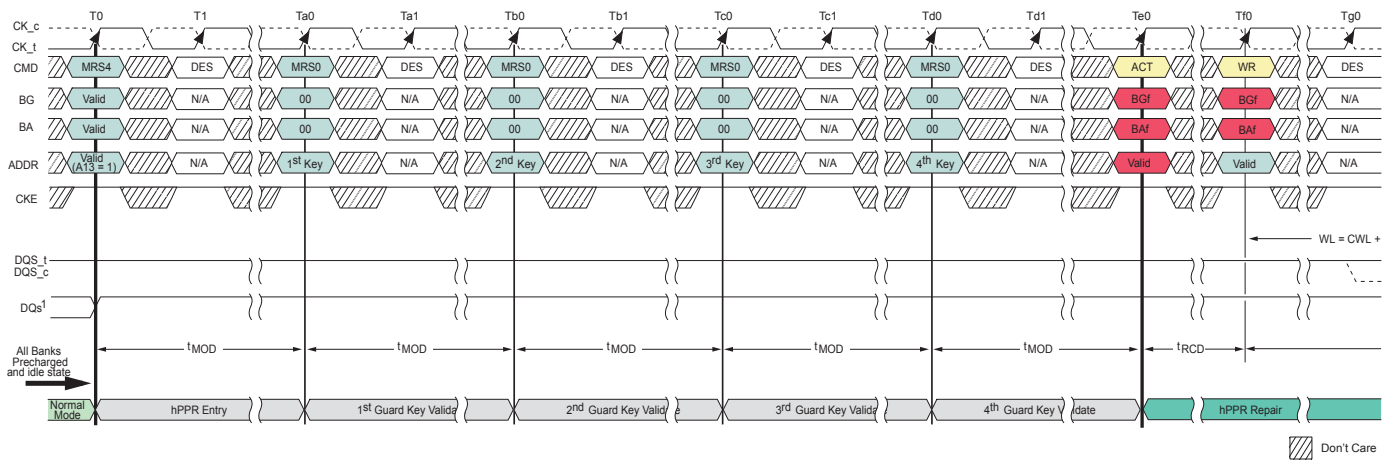 T0 T1 Ta0 Ta1 Tb0 Tb1 Tc0 Tc1 Td0 Td1 Te0 Tf0 Tg0
CK_c
CK_t
CMD MRS4 DES MRS0 DES MRS0 DES MRS0 DES MRS0 DES ACT WR DES
BG Valid N/A 00 N/A 00 N/A 00 N/A 00 N/A BGf BGf N/A
BA Valid N/A 00 N/A 00 N/A 00 N/A 00 N/A BAf BAf N/A
ADDR Valid (A13 = 1) N/A 1st Key N/A 2nd Key N/A 3rd Key N/A 4th Key N/A Valid Valid N/A
CKE
WL = CWL +
DQS_t
DQS_c
DQs1
tMOD tMOD tMOD tMOD tMOD tRCD
All Banks
Precharged
and idle state
Normal Mode hPPR Entry 1st Guard Key Valida 2nd Guard Key Valid e 3rd Guard Key Valida 4th Guard Key V idate hPPR Repair
Don't Care